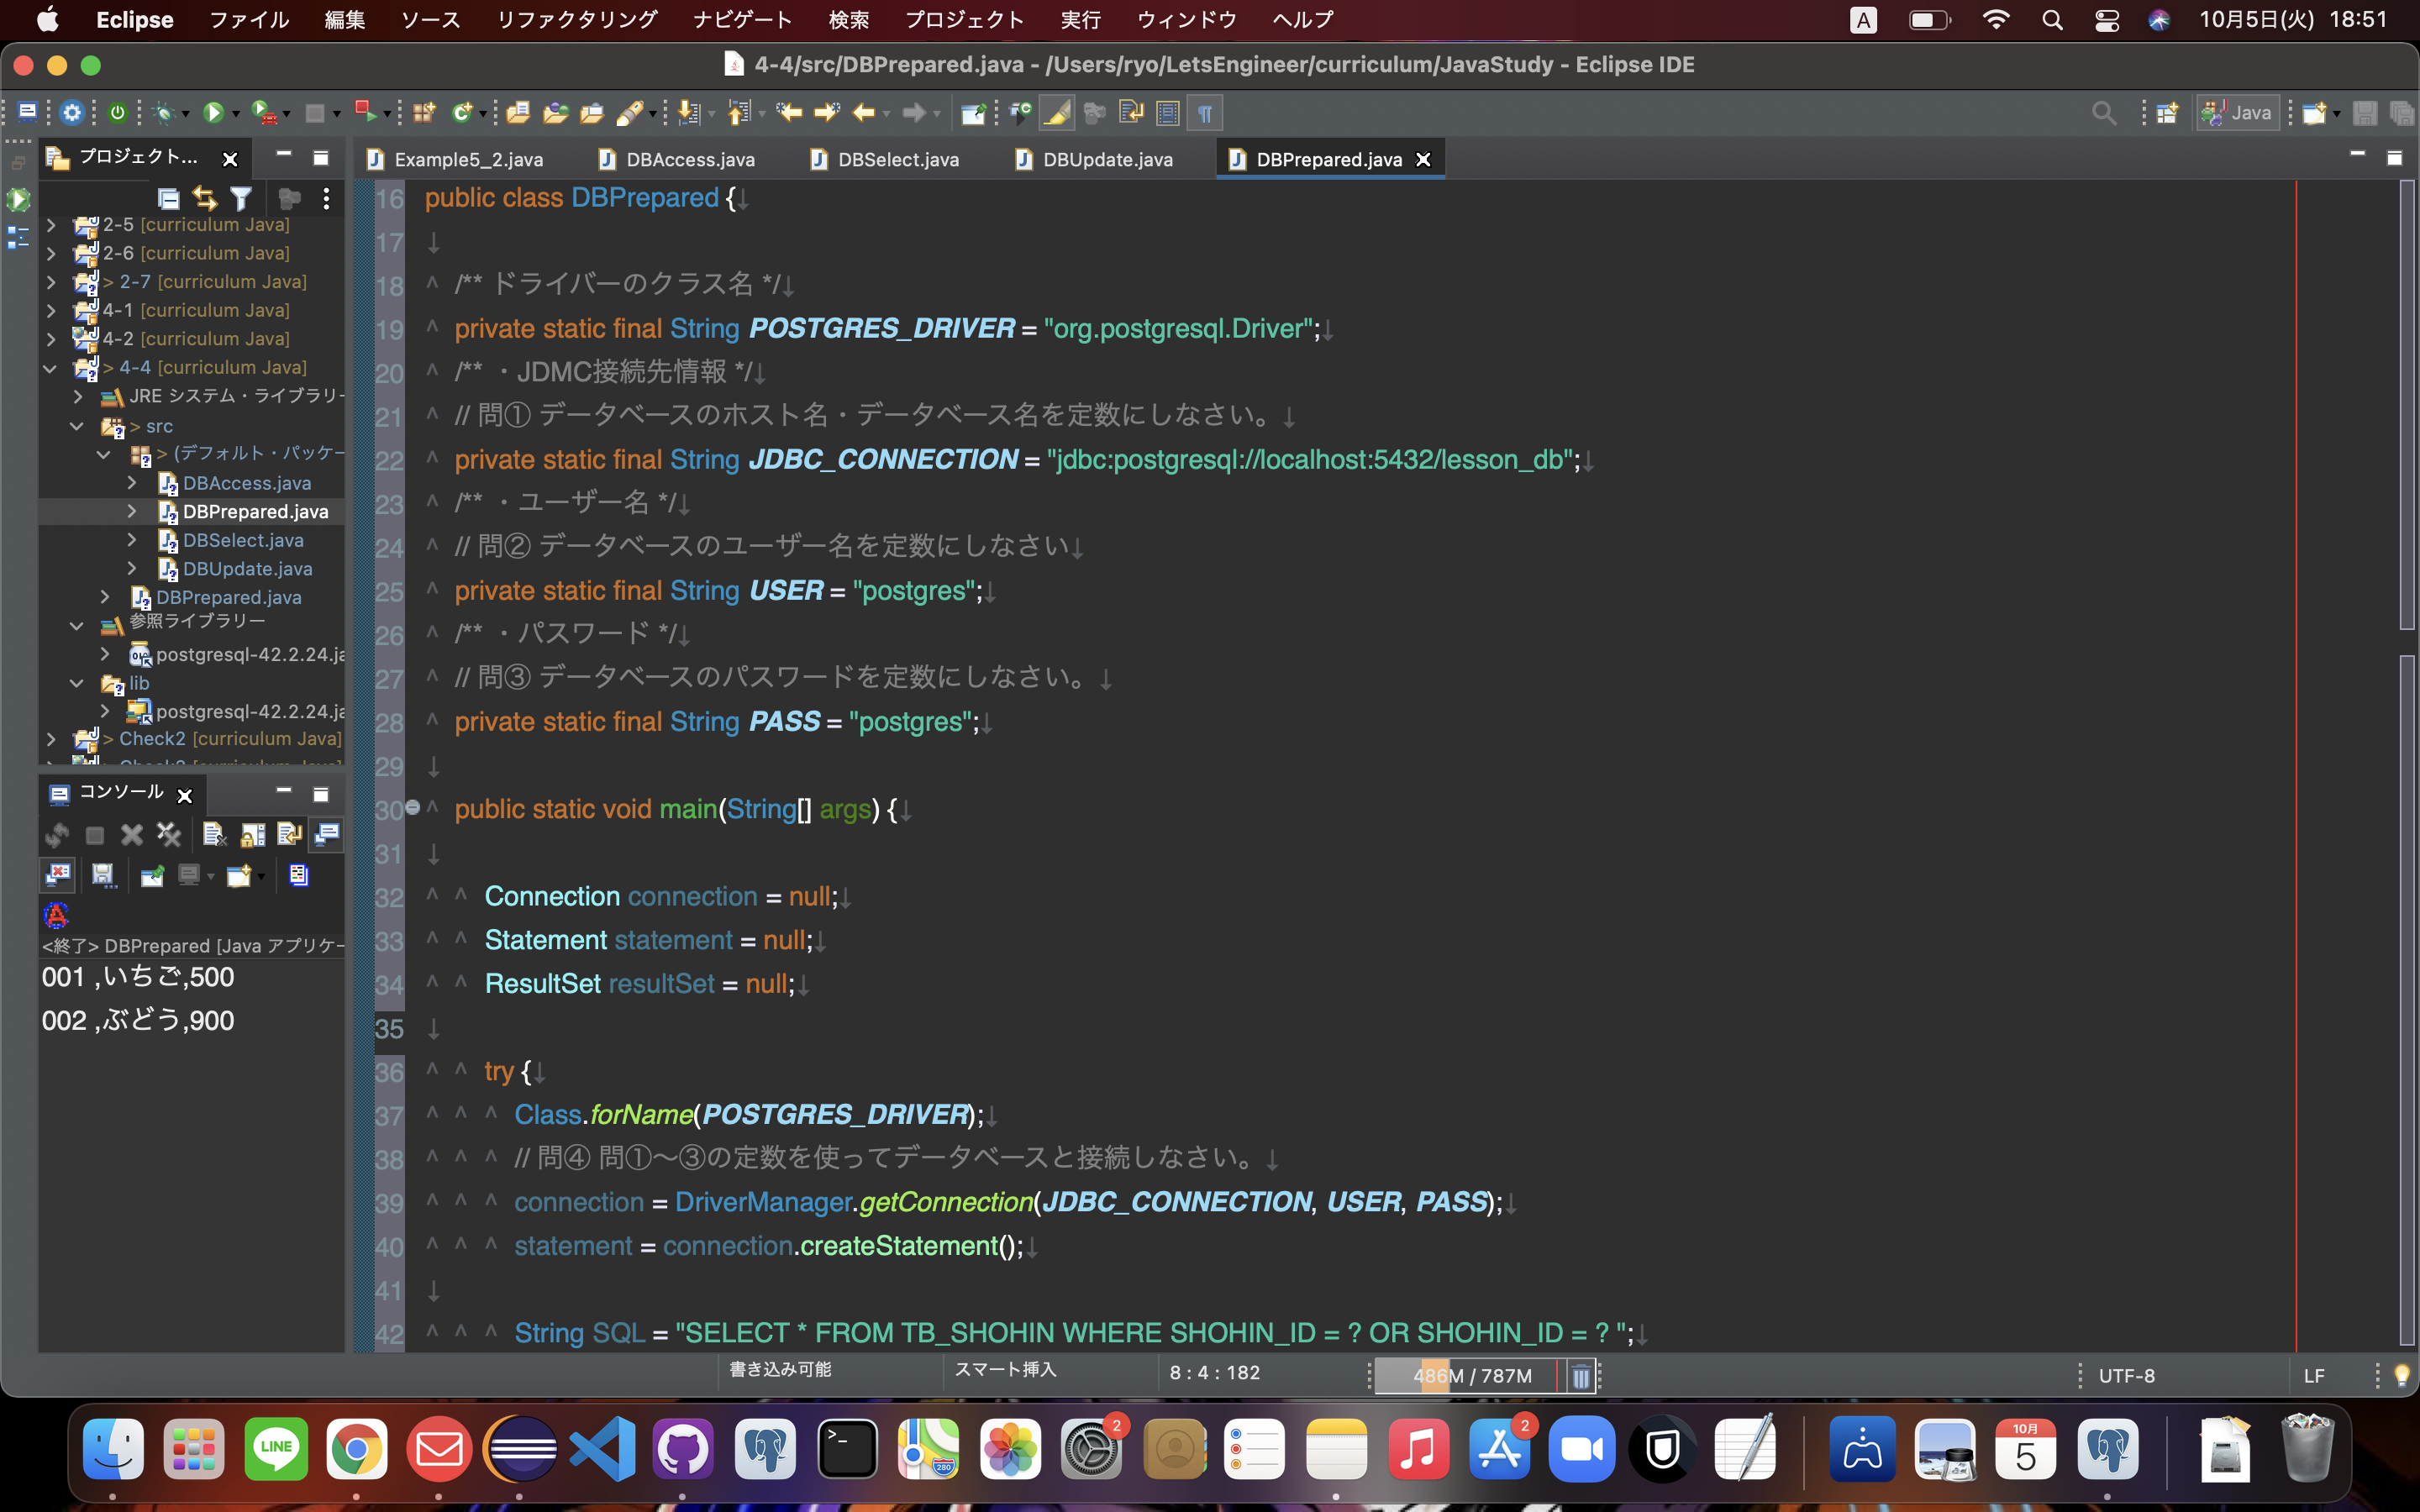 Eclipse ファイル 編集 ソース リファクタリング ナビゲート 検索 プロジェクト 実行 ウィンドウ ヘルプ A 10月5日(火) 18:51
4-4/src/DBPrepared.java - /Users/ryo/LetsEngineer/curriculum/JavaStudy - Eclipse IDE
Java
プロジェクト...
Example5_2.java DBAccess.java DBSelect.java DBUpdate.java DBPrepared.java
2-5 [curriculum Java]
2-6 [curriculum Java]
> 2-7 [curriculum Java]
4-1 [curriculum Java]
4-2 [curriculum Java]
> 4-4 [curriculum Java]
JRE システム・ライブラリー
> src
> (デフォルト・パッケー
DBAccess.java
DBPrepared.java
DBSelect.java
DBUpdate.java
DBPrepared.java
参照ライブラリー
postgresql-42.2.24.ja
lib
postgresql-42.2.24.ja
> Check2 [curriculum Java]
コンソール
<終了> DBPrepared [Java アプリケー
001 ,いちご,500
002 ,ぶどう,900
16 public class DBPrepared {↓
17 ↓
18 ^ /** ドライバーのクラス名 */↓
19 ^ private static final String POSTGRES_DRIVER = "org.postgresql.Driver";↓
20 ^ /** ・JDMC接続先情報 */↓
21 ^ // 問① データベースのホスト名・データベース名を定数にしなさい。↓
22 ^ private static final String JDBC_CONNECTION = "jdbc:postgresql://localhost:5432/lesson_db";↓
23 ^ /** ・ユーザー名 */↓
24 ^ // 問② データベースのユーザー名を定数にしなさい↓
25 ^ private static final String USER = "postgres";↓
26 ^ /** ・パスワード */↓
27 ^ // 問③ データベースのパスワードを定数にしなさい。↓
28 ^ private static final String PASS = "postgres";↓
29 ↓
30 ^ public static void main(String[] args) {↓
31 ↓
32 ^ ^ Connection connection = null;↓
33 ^ ^ Statement statement = null;↓
34 ^ ^ ResultSet resultSet = null;↓
35 ↓
36 ^ ^ try {↓
37 ^ ^ ^ Class.forName(POSTGRES_DRIVER);↓
38 ^ ^ ^ // 問④ 問①〜③の定数を使ってデータベースと接続しなさい。↓
39 ^ ^ ^ connection = DriverManager.getConnection(JDBC_CONNECTION, USER, PASS);↓
40 ^ ^ ^ statement = connection.createStatement();↓
41 ↓
42 ^ ^ ^ String SQL = "SELECT * FROM TB_SHOHIN WHERE SHOHIN_ID = ? OR SHOHIN_ID = ? ";↓
書き込み可能 スマート挿入 8 : 4 : 182 486M / 787M UTF-8 LF
LINE 280 2 2 10月 5